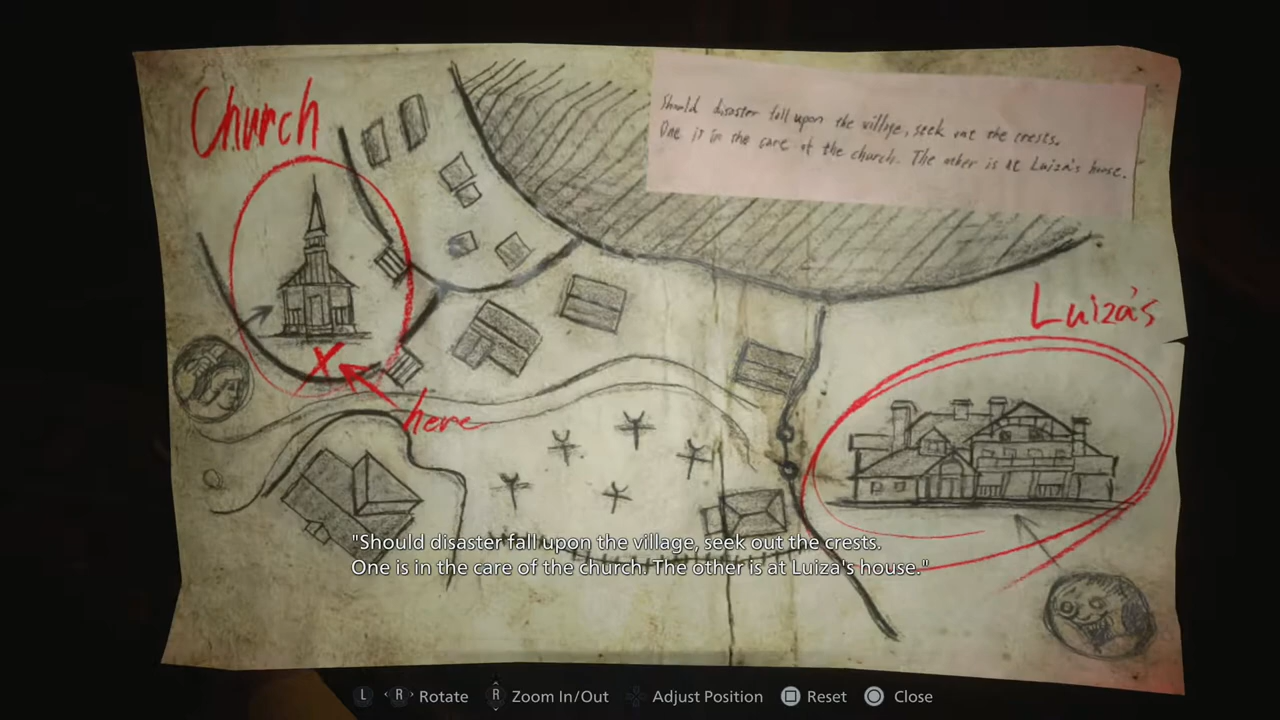 Church
Should disaster fall upon the village, seek out the crests.
One is in the care of the church. The other is at Luiza's house.
Luiza's
X
here
"Should disaster fall upon the village, seek out the crests.
One is in the care of the church. The other is at Luiza's house."
L R Rotate R Zoom In/Out Adjust Position Reset Close